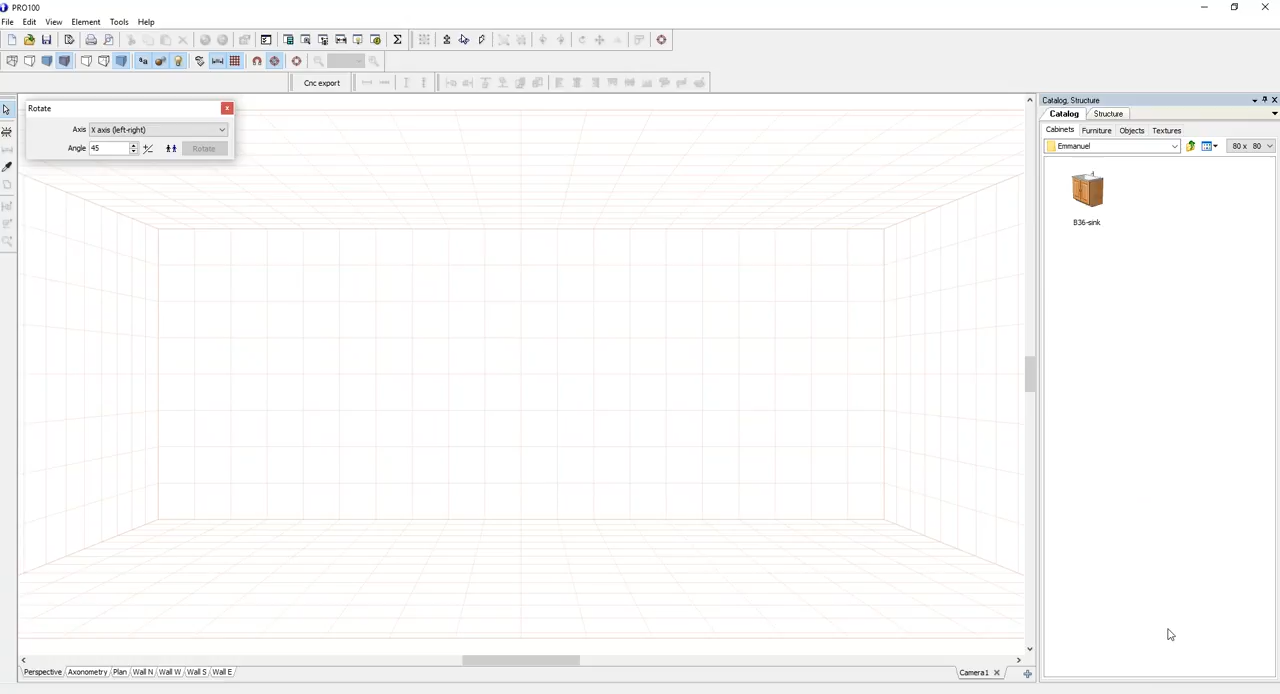 PRO100
File Edit View Element Tools Help
Cnc export
Rotate
Axis X axis (left-right)
Angle 45 Rotate
Catalog, Structure
Catalog Structure
Cabinets Furniture Objects Textures
Emmanuel 80 x 80
B36-sink
Perspective Axonometry Plan Wall N Wall W Wall S Wall E
Camera1